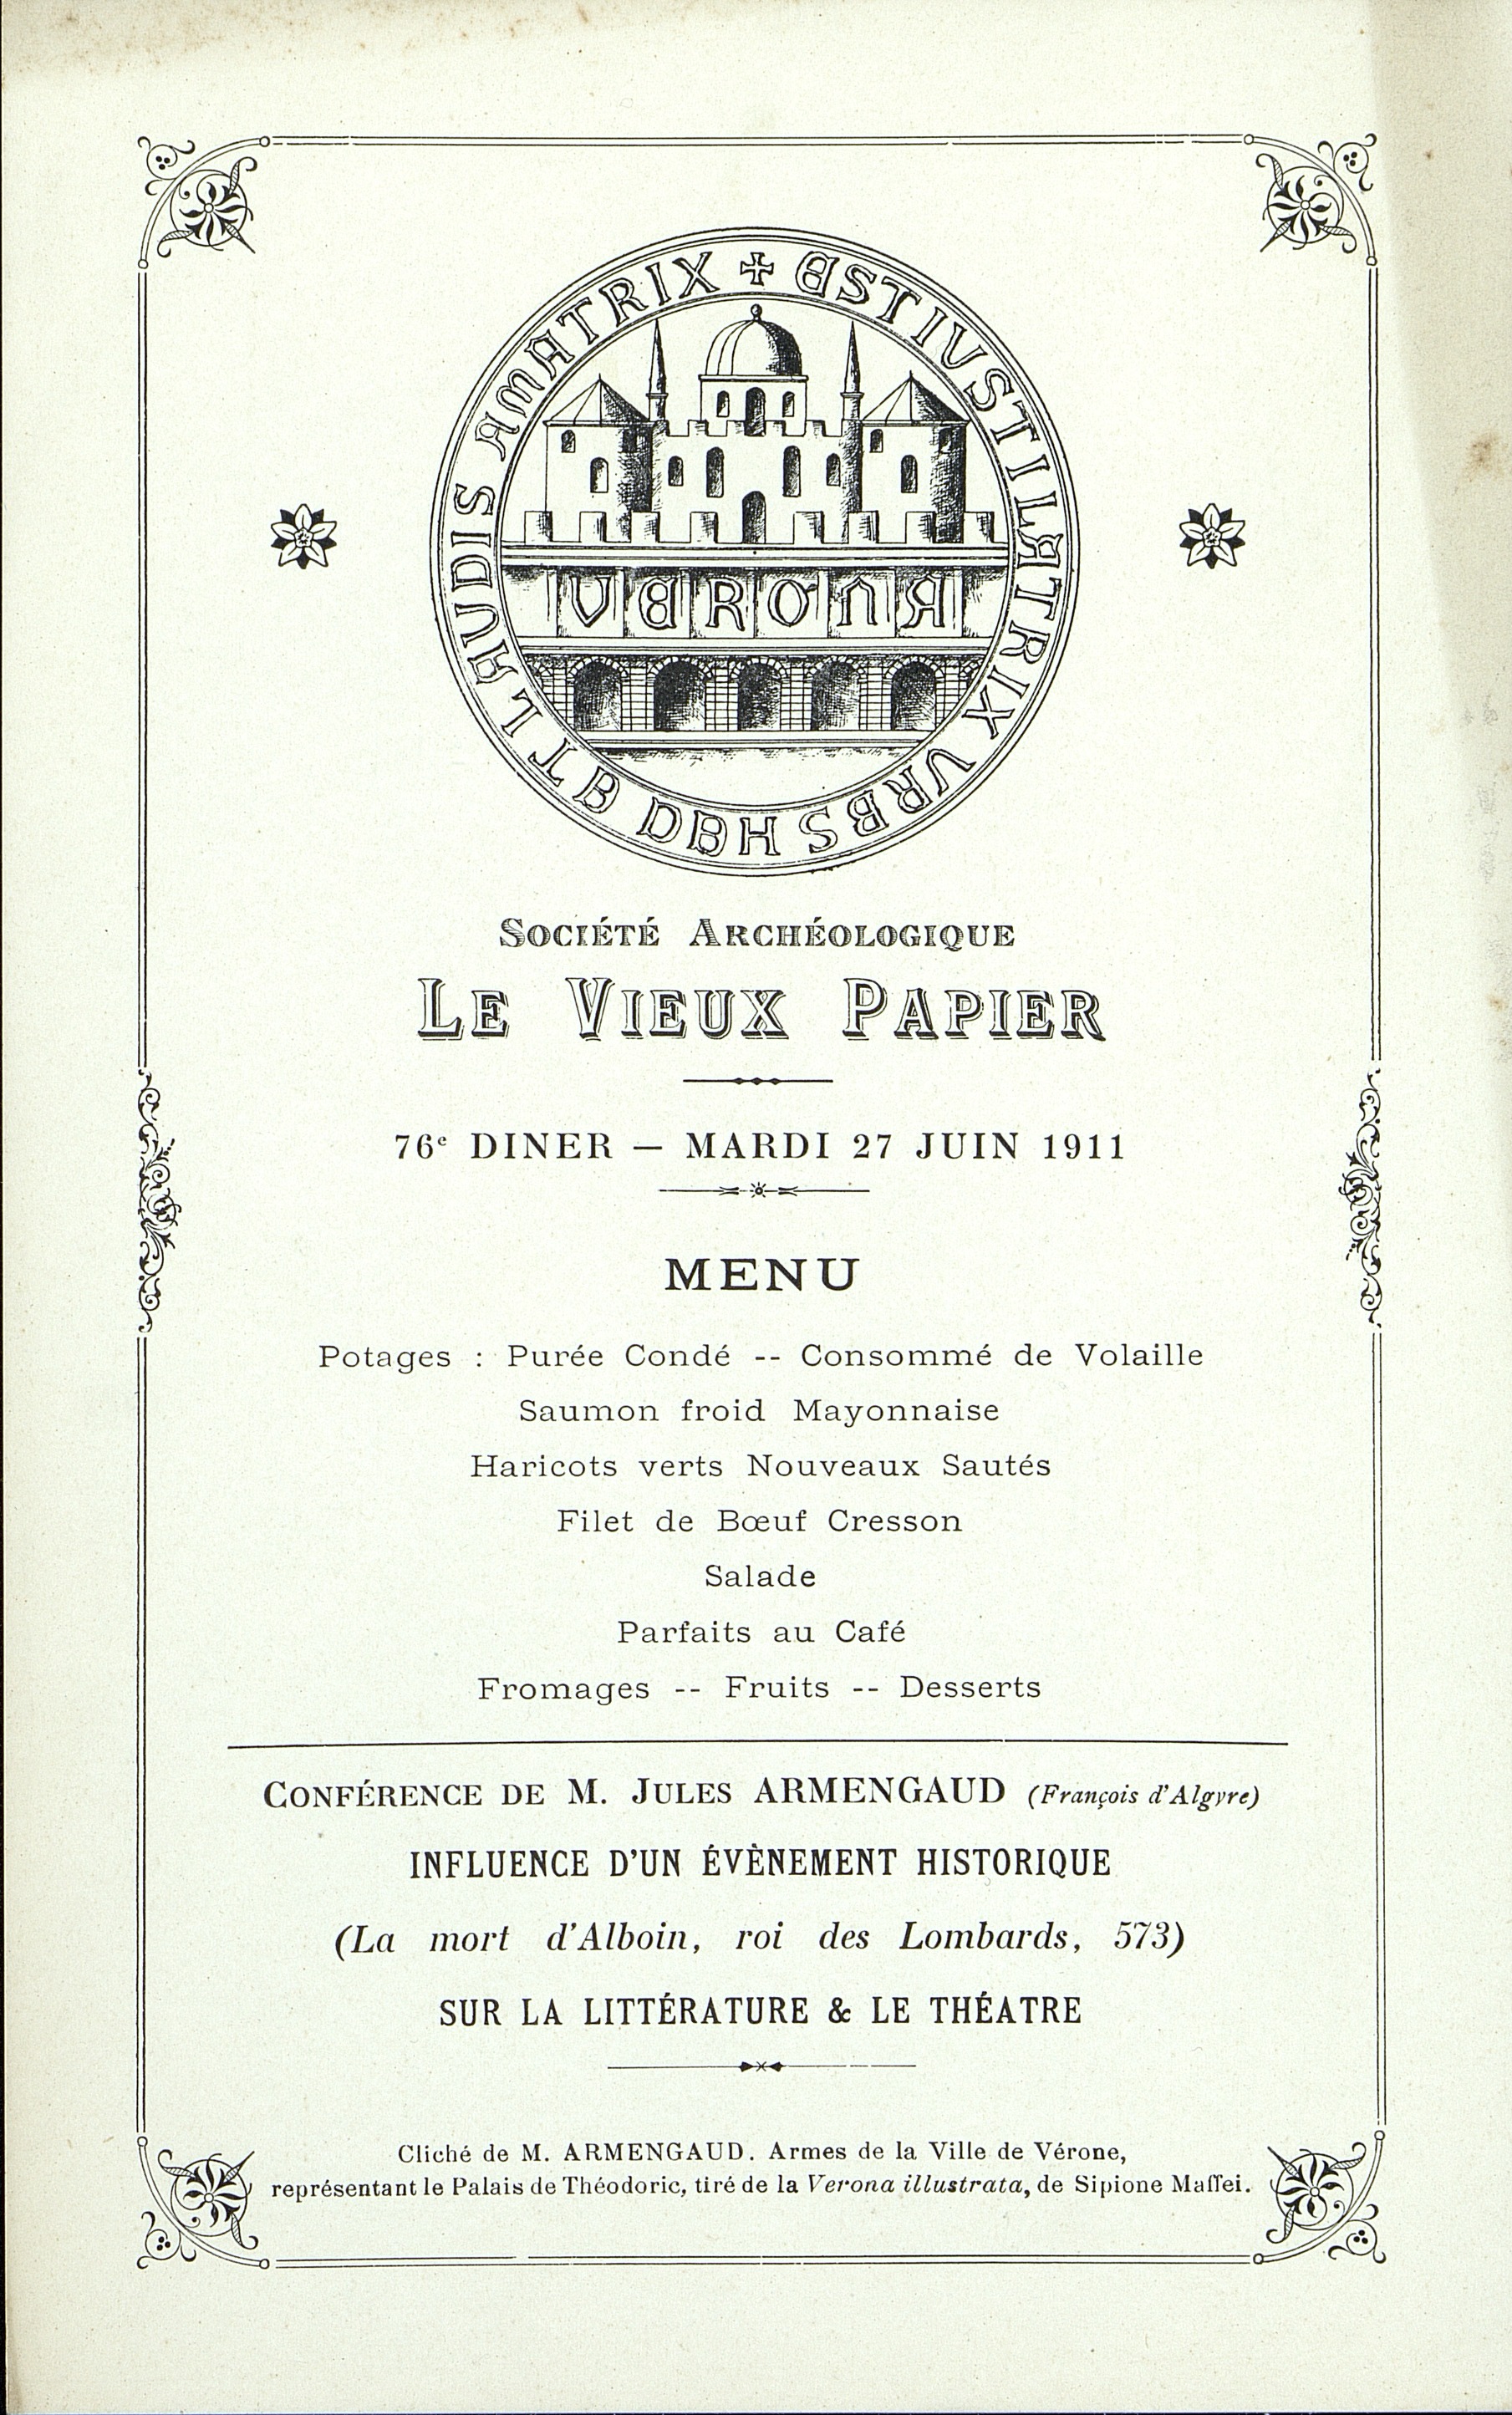 ✠ EST IUSTI LATRIX URBS HAEC ET LAUDIS AMATRIX
VERONA
SOCIÉTÉ ARCHÉOLOGIQUE
LE VIEUX PAPIER
76e DINER — MARDI 27 JUIN 1911
MENU
Potages : Purée Condé -- Consommé de Volaille
Saumon froid Mayonnaise
Haricots verts Nouveaux Sautés
Filet de Bœuf Cresson
Salade
Parfaits au Café
Fromages -- Fruits -- Desserts
CONFÉRENCE DE M. JULES ARMENGAUD (François d'Algyre)
INFLUENCE D'UN ÉVÈNEMENT HISTORIQUE
(La mort d'Alboin, roi des Lombards, 573)
SUR LA LITTÉRATURE & LE THÉATRE
Cliché de M. ARMENGAUD. Armes de la Ville de Vérone,
représentant le Palais de Théodoric, tiré de la Verona illustrata, de Sipione Maffei.